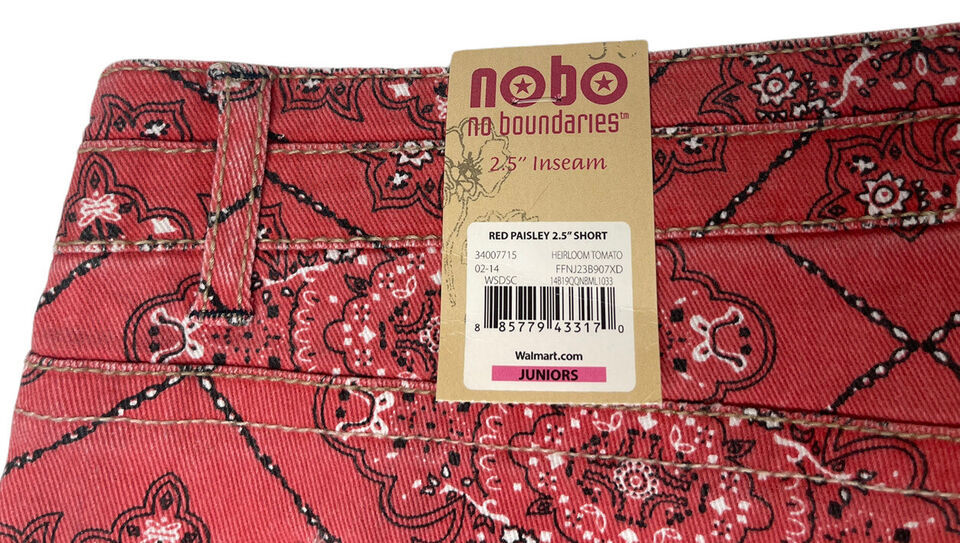 nobo
no boundaries™
2.5” Inseam
RED PAISLEY 2.5” SHORT
34007715 HEIRLOOM TOMATO
02-14 FFNJ23B907XD
WSDSC 14B19QQNBML1033
8 85779 43317 0
Walmart.com
JUNIORS